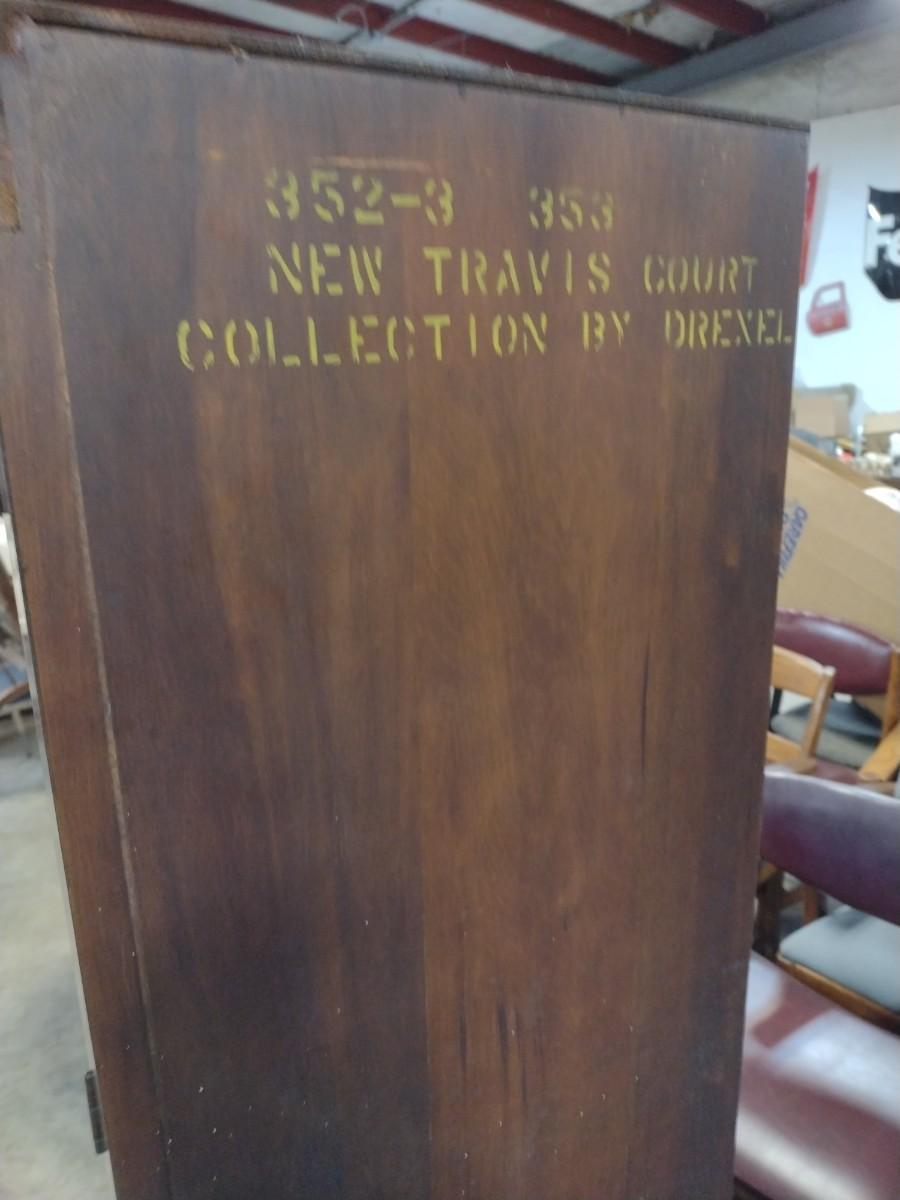 352-3 353
NEW TRAVIS COURT
COLLECTION BY DREXEL